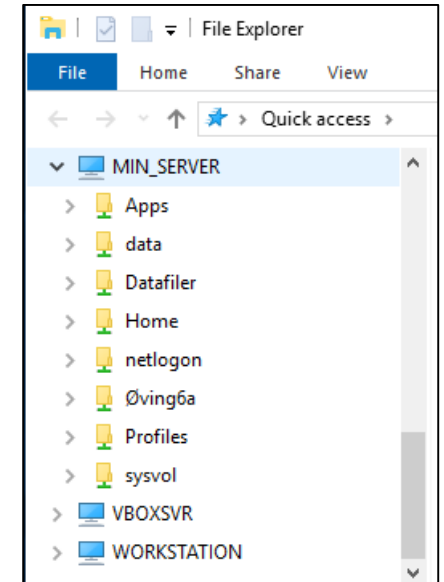 File Explorer
File Home Share View
Quick access
MIN_SERVER
Apps
data
Datafiler
Home
netlogon
Øving6a
Profiles
sysvol
VBOXSVR
WORKSTATION